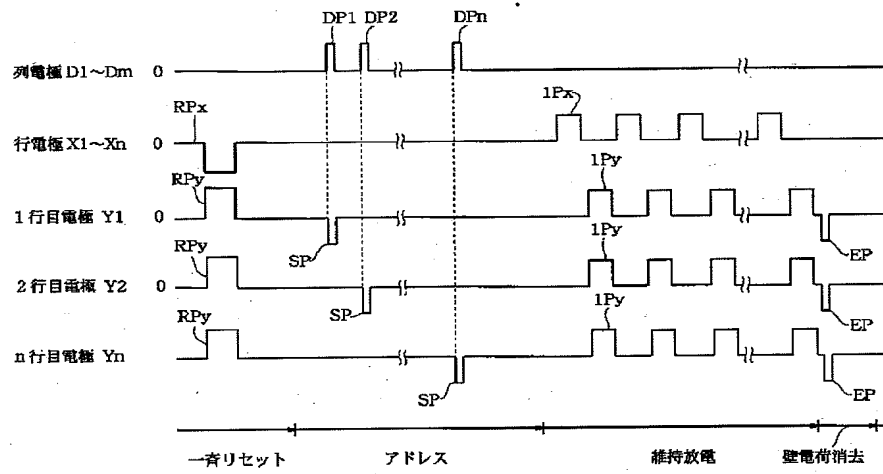 DP1 DP2 DPn
列電極 D1～Dm 0
1Px
RPx
行電極 X1～Xn 0
RPy 1Py
1行目電極 Y1 0
SP EP
RPy 1Py
2行目電極 Y2 0
SP EP
RPy 1Py
n行目電極 Yn
SP EP
一斉リセット アドレス 維持放電 壁電荷消去